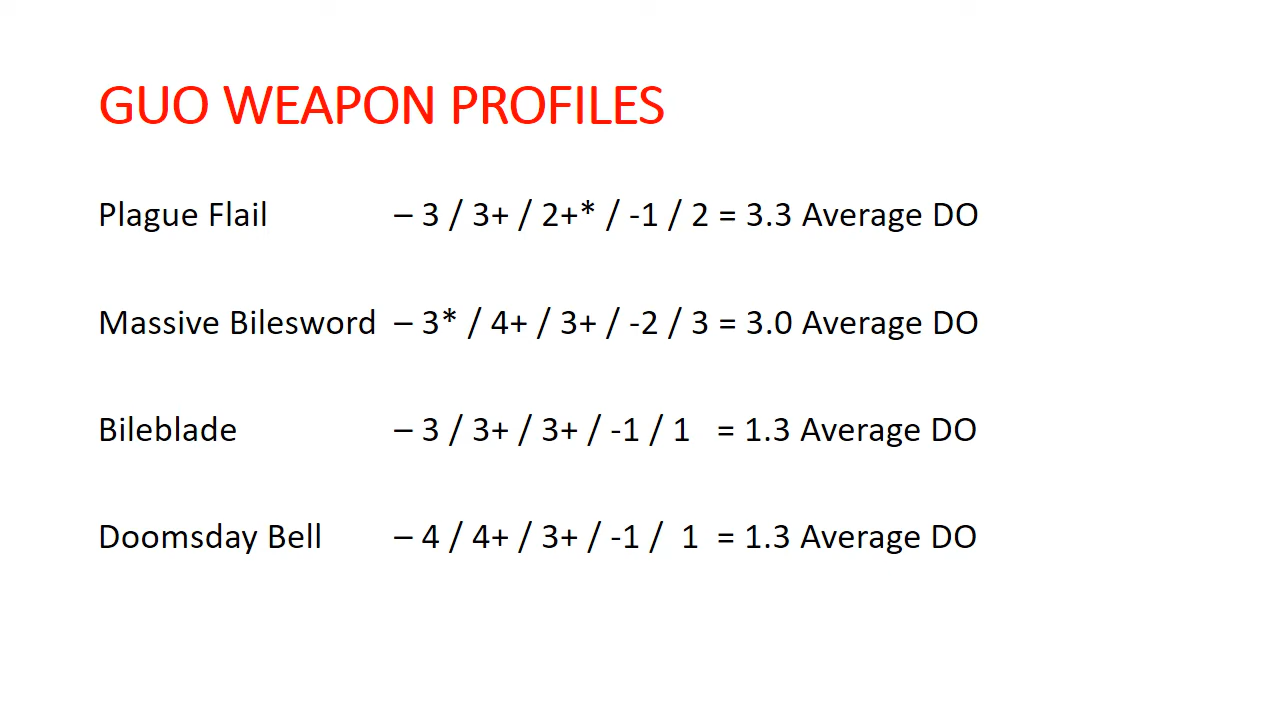 GUO WEAPON PROFILES
Plague Flail – 3 / 3+ / 2+* / -1 / 2 = 3.3 Average DO
Massive Bilesword – 3* / 4+ / 3+ / -2 / 3 = 3.0 Average DO
Bileblade – 3 / 3+ / 3+ / -1 / 1 = 1.3 Average DO
Doomsday Bell – 4 / 4+ / 3+ / -1 / 1 = 1.3 Average DO